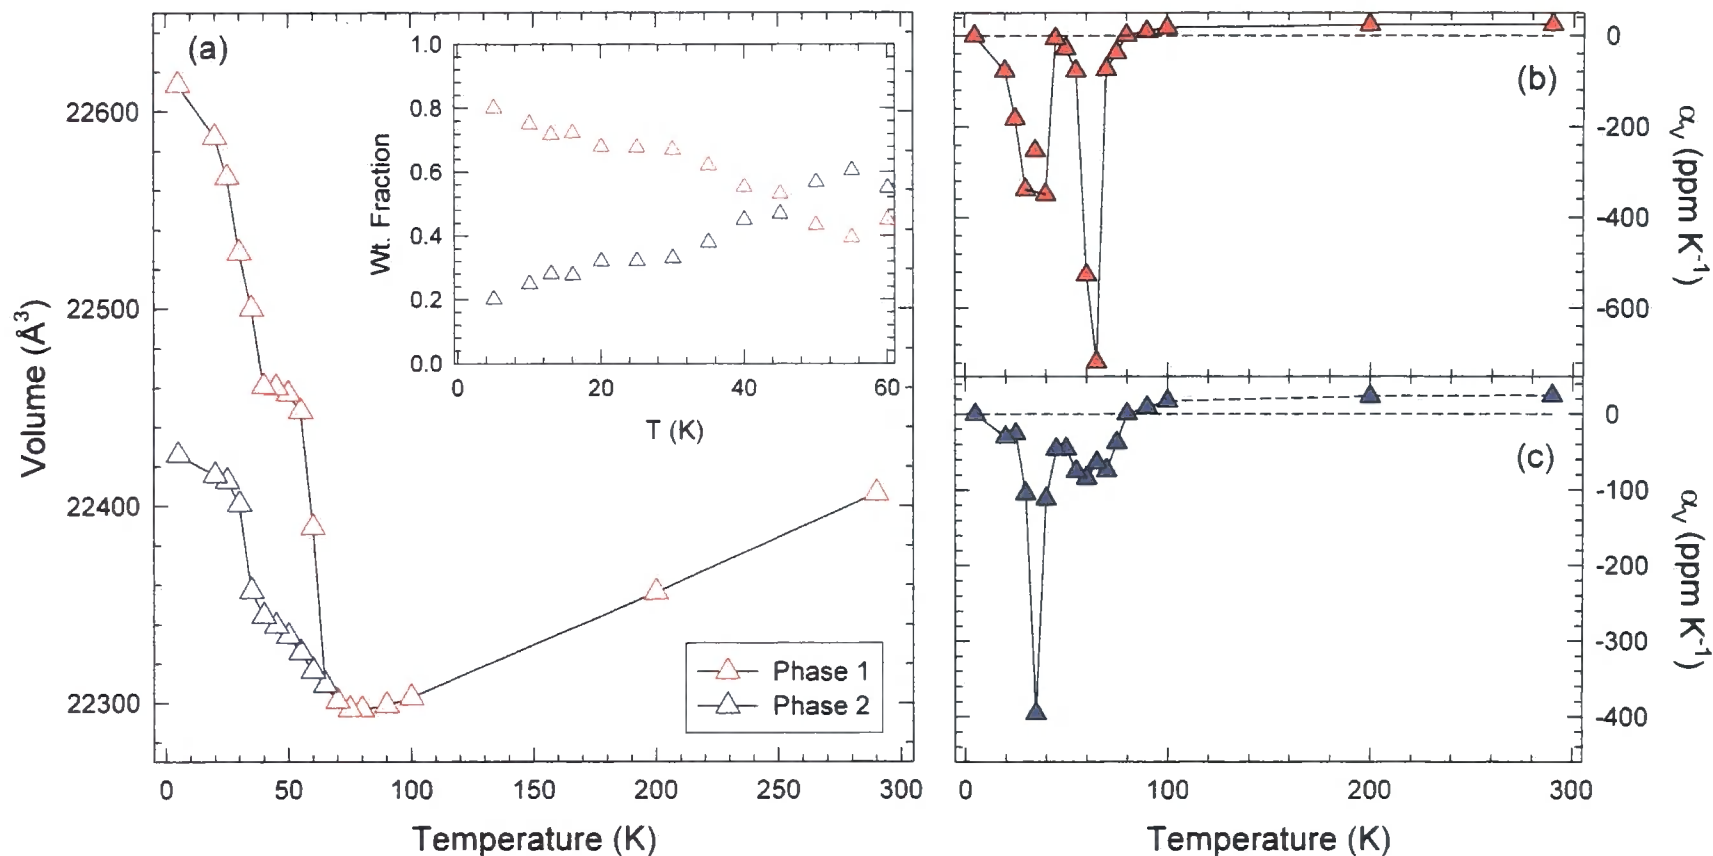 (a)
Volume (Å³)
22600
22500
22400
22300
0 50 100 150 200 250 300
Temperature (K)
Wt. Fraction
1.0
0.8
0.6
0.4
0.2
0.0
0 20 40 60
T (K)
Phase 1
Phase 2
(b)
0
-200
-400
-600
αᵥ (ppm K⁻¹)
(c)
0
-100
-200
-300
-400
αᵥ (ppm K⁻¹)
0 100 200 300
Temperature (K)